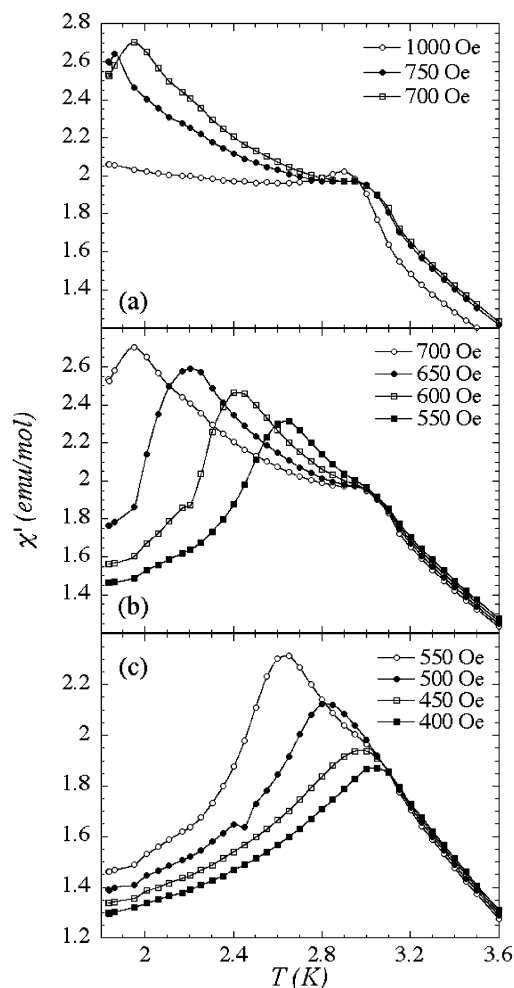 2.8
2.6
2.4
2.2
2
1.8
1.6
1.4
(a)
1000 Oe
750 Oe
700 Oe
2.6
2.4
2.2
2
1.8
1.6
1.4
(b)
700 Oe
650 Oe
600 Oe
550 Oe
χ' (emu/mol)
2.2
2
1.8
1.6
1.4
1.2
(c)
550 Oe
500 Oe
450 Oe
400 Oe
2 2.4 2.8 3.2 3.6
T (K)